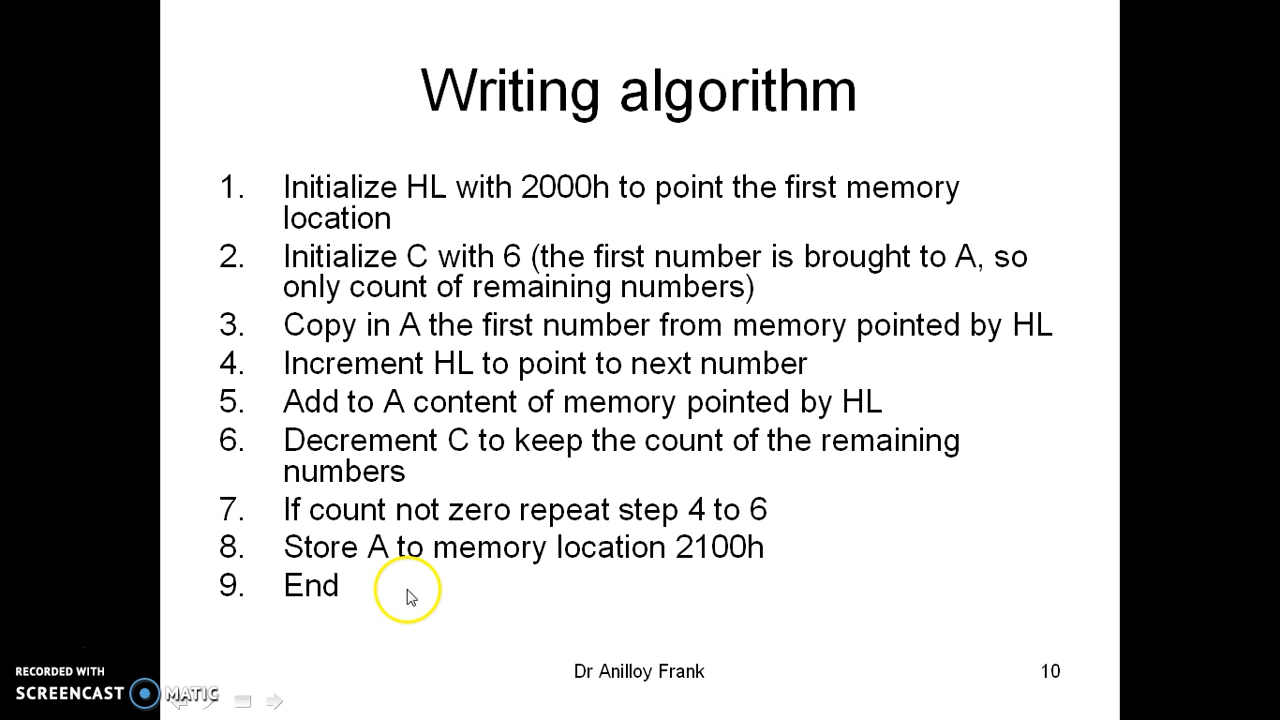 Writing algorithm
1. Initialize HL with 2000h to point the first memory
location
2. Initialize C with 6 (the first number is brought to A, so
only count of remaining numbers)
3. Copy in A the first number from memory pointed by HL
4. Increment HL to point to next number
5. Add to A content of memory pointed by HL
6. Decrement C to keep the count of the remaining
numbers
7. If count not zero repeat step 4 to 6
8. Store A to memory location 2100h
9. End
Dr Anilloy Frank
10
RECORDED WITH
SCREENCAST MATIC